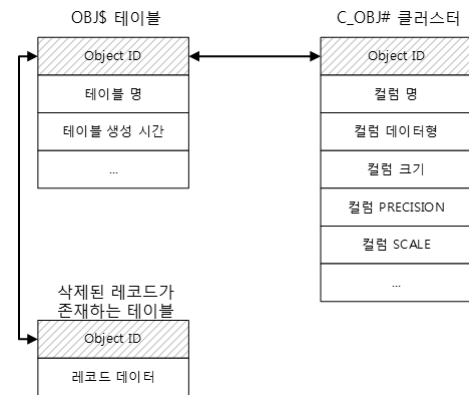 OBJ$ 테이블
Object ID
테이블 명
테이블 생성 시간
...
C_OBJ# 클러스터
Object ID
컬럼 명
컬럼 데이터형
컬럼 크기
컬럼 PRECISION
컬럼 SCALE
...
삭제된 레코드가
존재하는 테이블
Object ID
레코드 데이터